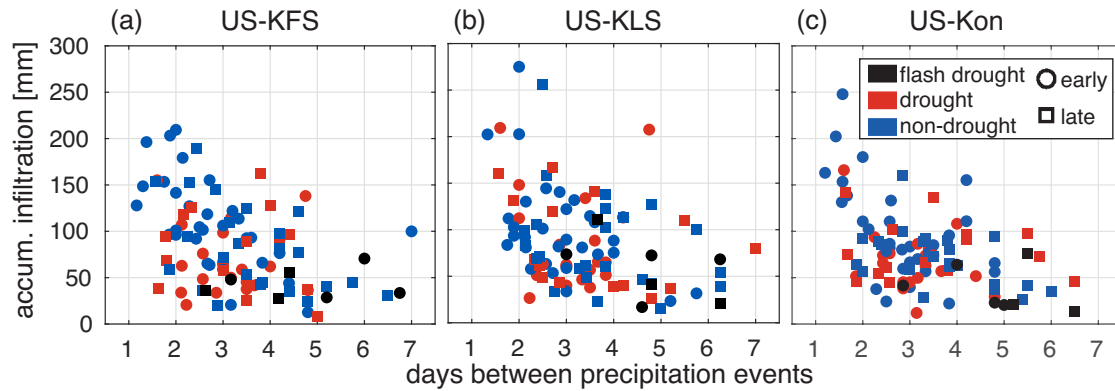 (a) US-KFS (b) US-KLS (c) US-Kon
accum. infiltration [mm]
300
250
200
150
100
50
0
flash drought
drought
non-drought
early
late
1 2 3 4 5 6 7 1 2 3 4 5 6 7 1 2 3 4 5 6 7
days between precipitation events